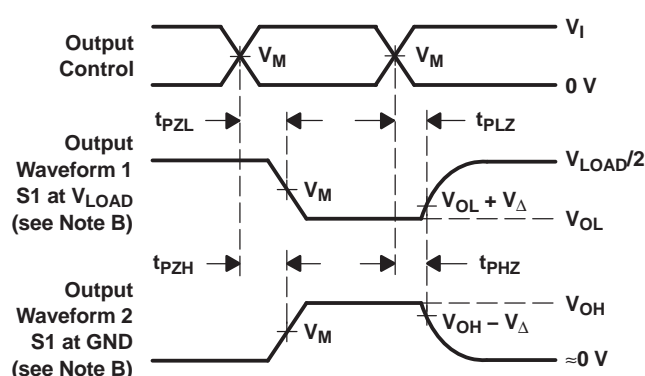 Output
Control
V_M
V_M
V_I
0 V
t_PZL
t_PLZ
Output
Waveform 1
S1 at V_LOAD
(see Note B)
V_M
V_OL + V_Δ
V_LOAD/2
V_OL
t_PZH
t_PHZ
Output
Waveform 2
S1 at GND
(see Note B)
V_M
V_OH − V_Δ
V_OH
≈0 V